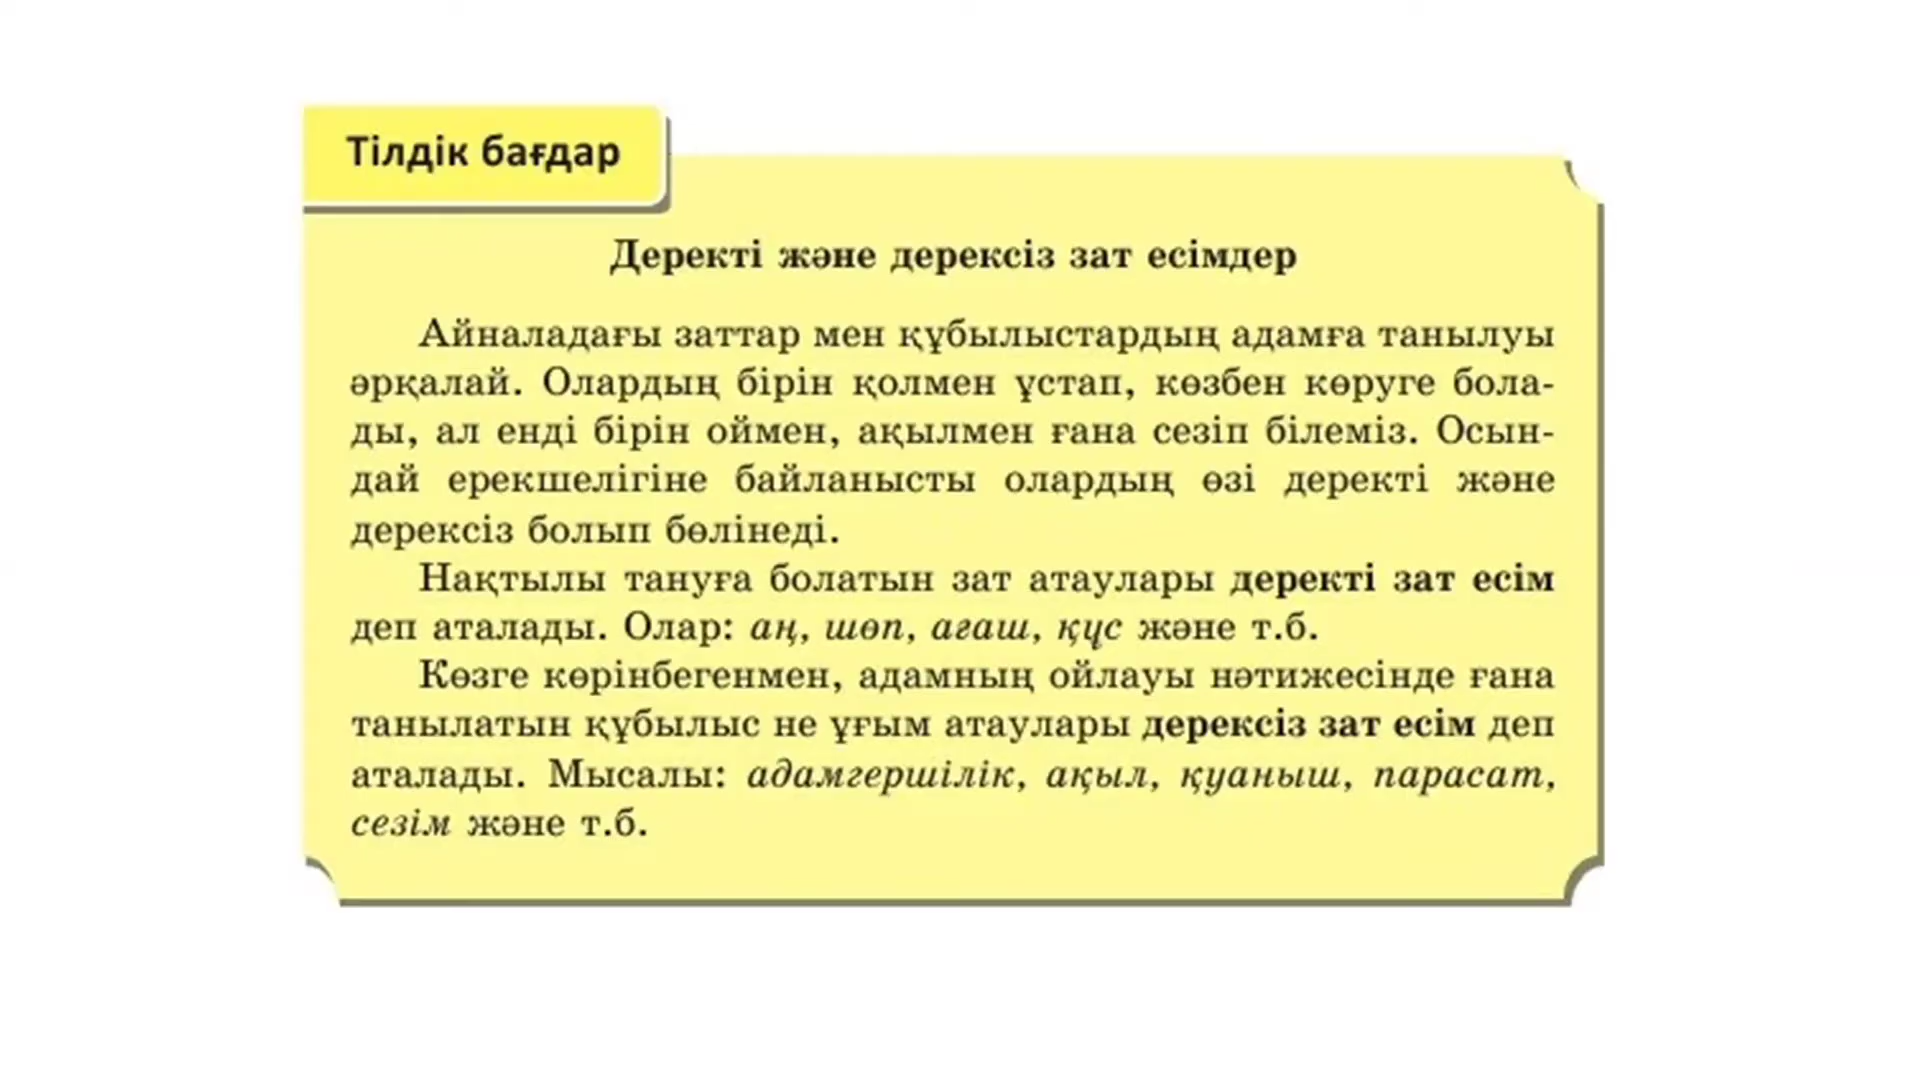 Тілдік бағдар
Деректі және дерексіз зат есімдер
Айналадағы заттар мен құбылыстардың адамға танылуы
әрқалай. Олардың бірін қолмен ұстап, көзбен көруге бола-
ды, ал енді бірін оймен, ақылмен ғана сезіп білеміз. Осын-
дай ерекшелігіне байланысты олардың өзі деректі және
дерексіз болып бөлінеді.
Нақтылы тануға болатын зат атаулары деректі зат есім
деп аталады. Олар: аң, шөп, ағаш, құс және т.б.
Көзге көрінбегенмен, адамның ойлауы нәтижесінде ғана
танылатын құбылыс не ұғым атаулары дерексіз зат есім деп
аталады. Мысалы: адамгершілік, ақыл, қуаныш, парасат,
сезім және т.б.